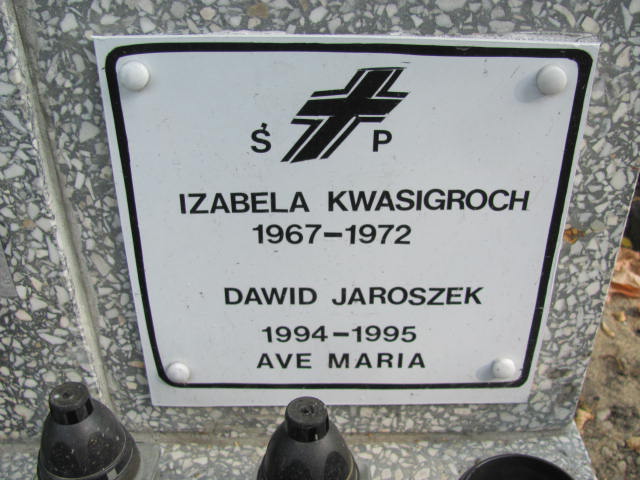 Ś P
IZABELA KWASIGROCH
1967-1972
DAWID JAROSZEK
1994-1995
AVE MARIA